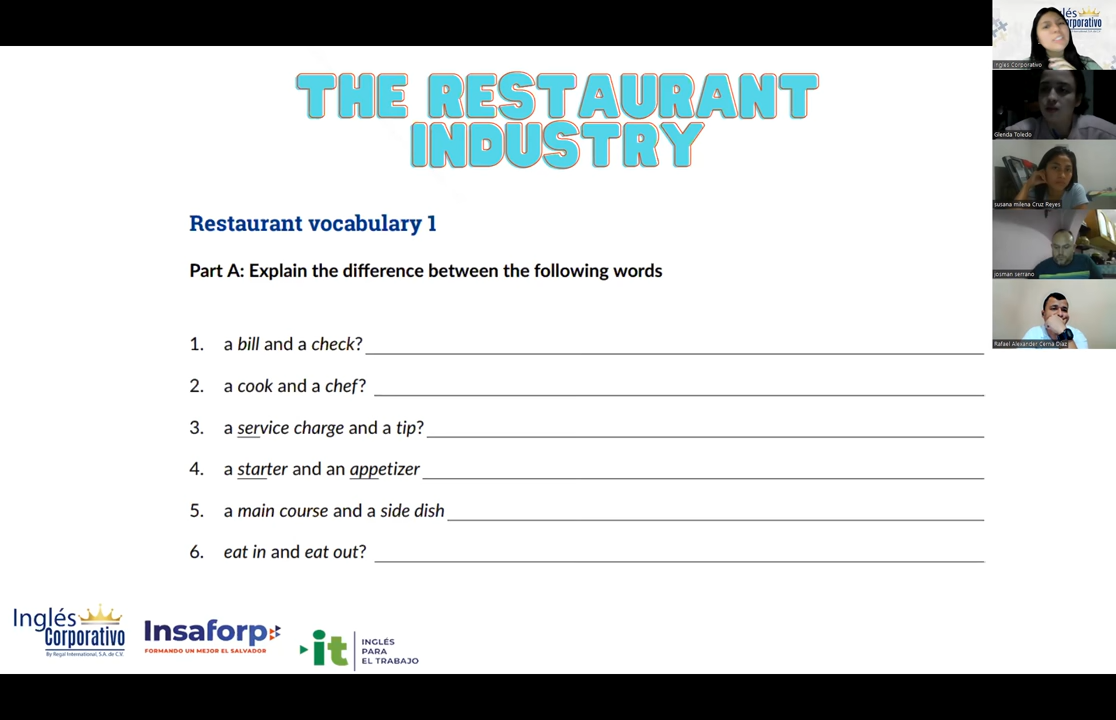 THE RESTAURANT
INDUSTRY
Restaurant vocabulary 1
Part A: Explain the difference between the following words
1. a bill and a check?
2. a cook and a chef?
3. a service charge and a tip?
4. a starter and an appetizer
5. a main course and a side dish
6. eat in and eat out?
Inglés
Corporativo
By Regal International, S.A. de C.V.
Insaforp
FORMANDO UN MEJOR EL SALVADOR
it
INGLÉS
PARA
EL TRABAJO
Corporativo
Inglés Corporativo
Glenda Toledo
susana milena Cruz Reyes
josman serrano
Rafael Alexander Cerna Diaz